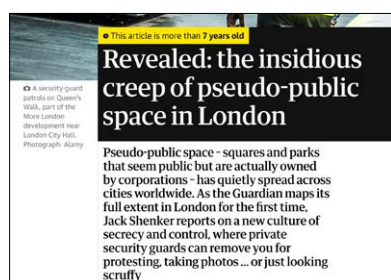 This article is more than 7 years old
Revealed: the insidious
creep of pseudo-public
space in London
A security guard
patrols on Queen's
Walk, part of the
More London
development near
London City Hall.
Photograph: Alamy
Pseudo-public space - squares and parks
that seem public but are actually owned
by corporations - has quietly spread across
cities worldwide. As the Guardian maps its
full extent in London for the first time,
Jack Shenker reports on a new culture of
secrecy and control, where private
security guards can remove you for
protesting, taking photos ... or just looking
scruffy